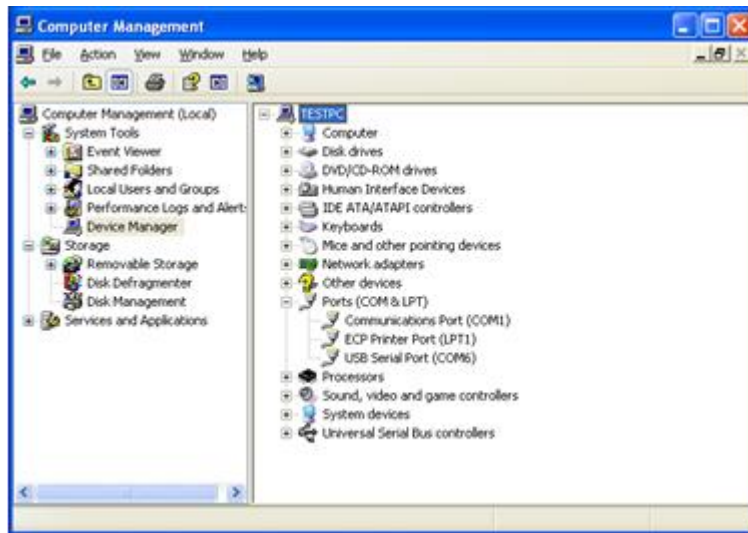 Computer Management
File Action View Window Help
Computer Management (Local)
System Tools
Event Viewer
Shared Folders
Local Users and Groups
Performance Logs and Alert
Device Manager
Storage
Removable Storage
Disk Defragmenter
Disk Management
Services and Applications
TESTPC
Computer
Disk drives
DVD/CD-ROM drives
Human Interface Devices
IDE ATA/ATAPI controllers
Keyboards
Mice and other pointing devices
Network adapters
Other devices
Ports (COM & LPT)
Communications Port (COM1)
ECP Printer Port (LPT1)
USB Serial Port (COM6)
Processors
Sound, video and game controllers
System devices
Universal Serial Bus controllers